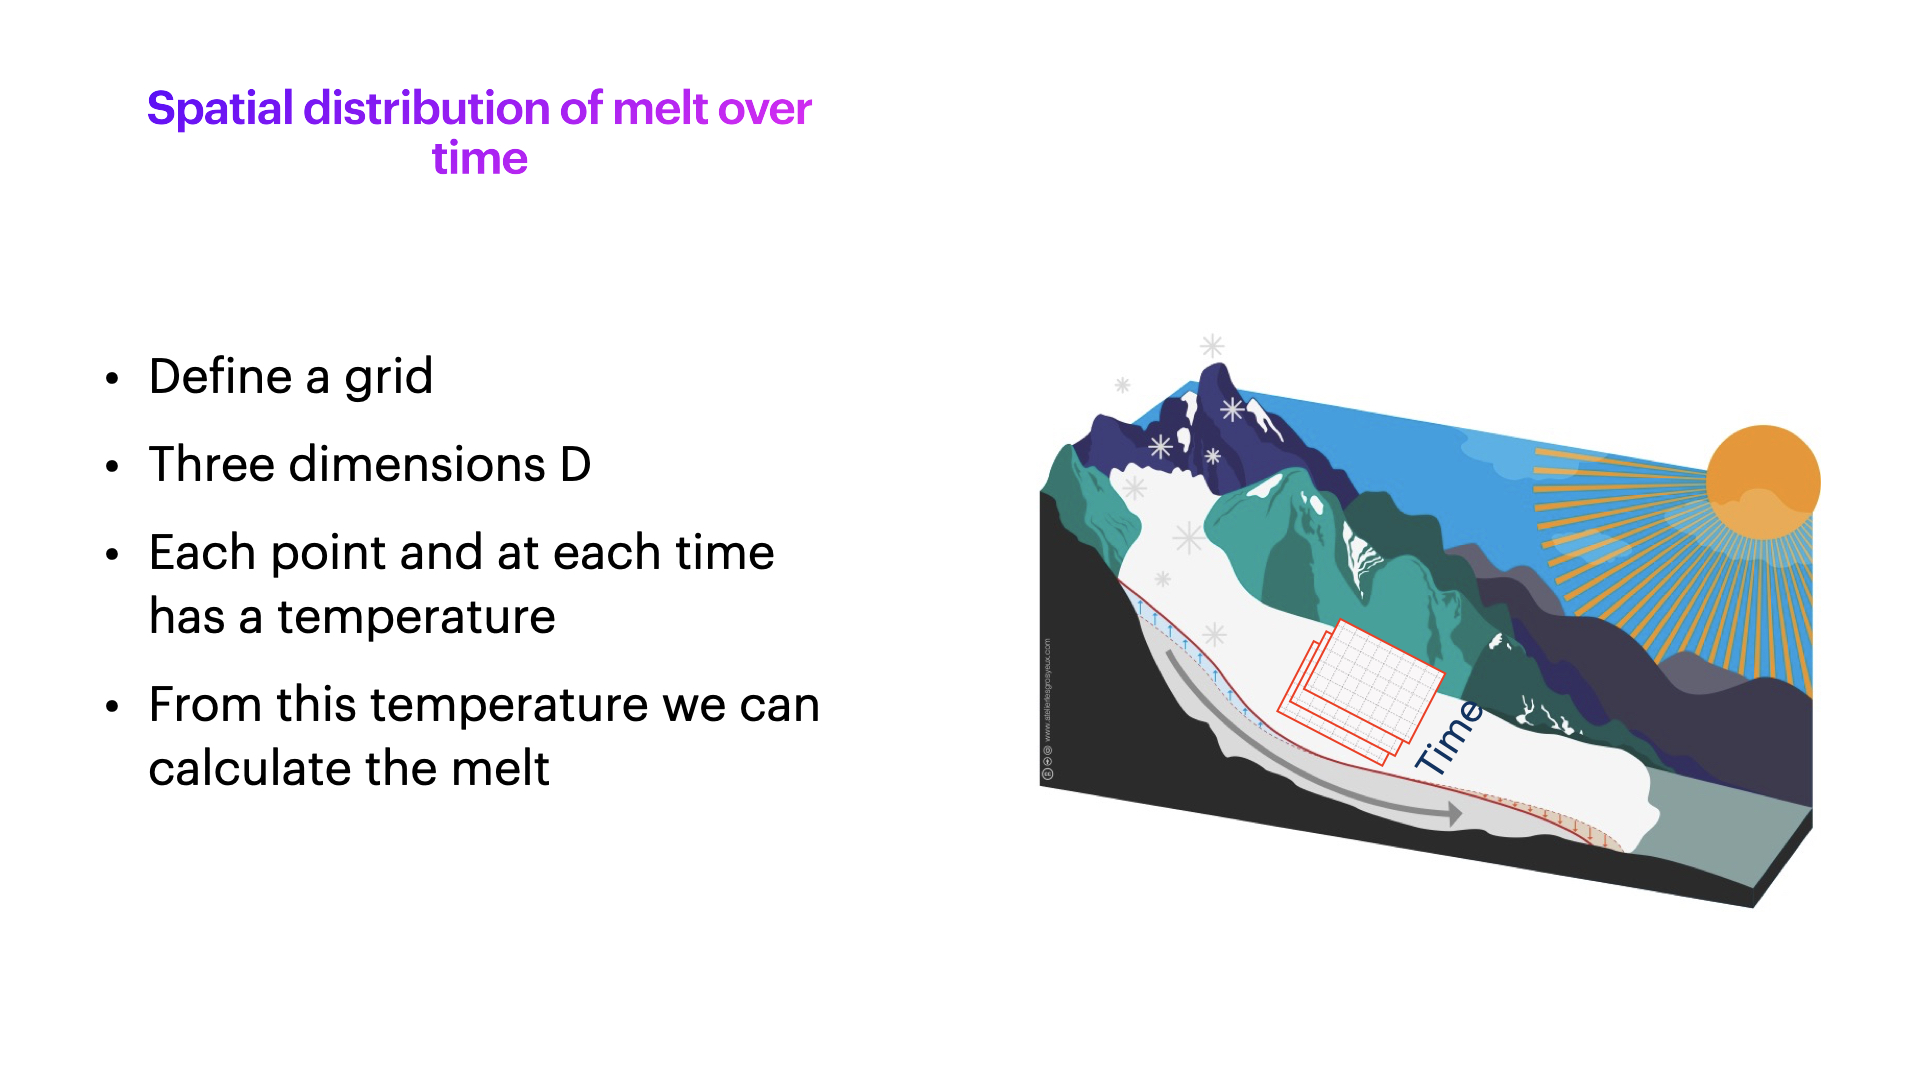 Spatial distribution of melt over
time
• Define a grid
• Three dimensions D
• Each point and at each time
has a temperature
• From this temperature we can
calculate the melt
Time
www.ateliergrosyeux.com